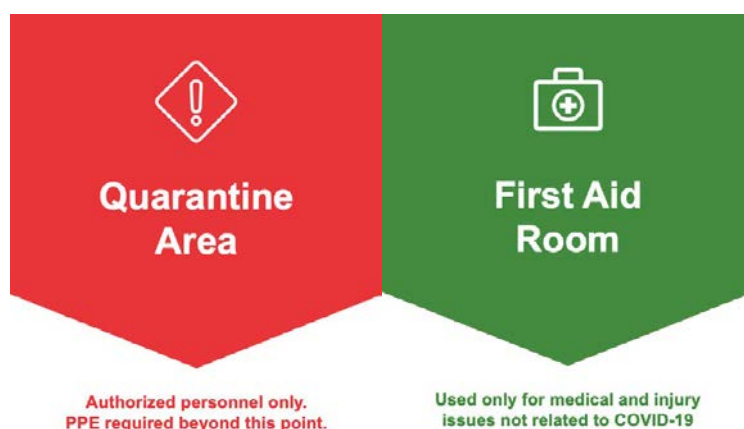 Quarantine
Area
Authorized personnel only.
PPE required beyond this point.
First Aid
Room
Used only for medical and injury
issues not related to COVID-19